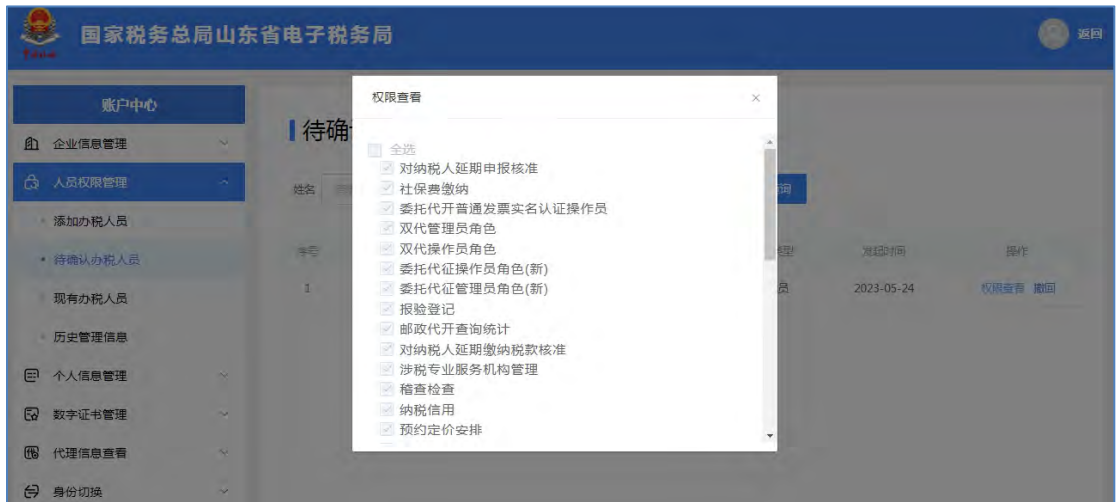 国家税务总局山东省电子税务局
返回
账户中心
企业信息管理
人员权限管理
添加办税人员
待确认办税人员
现有办税人员
历史管理信息
个人信息管理
数字证书管理
代理信息查看
身份切换
待确
姓名
序号
1
权限查看
×
全选
对纳税人延期申报核准
社保费缴纳
委托代开普通发票实名认证操作员
双代管理员角色
双代操作员角色
委托代征操作员角色(新)
委托代征管理员角色(新)
报验登记
邮政代开查询统计
对纳税人延期缴纳税款核准
涉税专业服务机构管理
稽查检查
纳税信用
预约定价安排
询
型 发起时间 操作
员 2023-05-24 权限查看 撤回